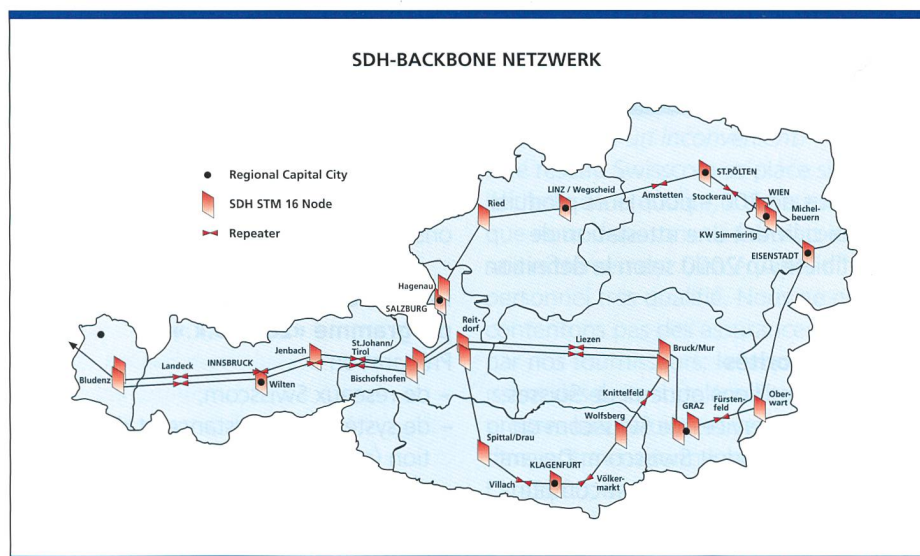 SDH-BACKBONE NETZWERK
Regional Capital City
SDH STM 16 Node
Repeater
ST.PÖLTEN
LINZ / Wegscheid
Amstetten
Stockerau
WIEN
Michel-
beuern
Ried
KW Simmering
EISENSTADT
Hagenau
SALZBURG
Reit-
dorf
St.Johann/
Tirol
Jenbach
Liezen
Bruck/Mur
Landeck
INNSBRUCK
Bludenz
Wilten
Bischofshofen
Knittelfeld
GRAZ
Fürsten-
feld
Ober-
wart
Wolfsberg
Spittal/Drau
KLAGENFURT
Villach
Völker-
markt